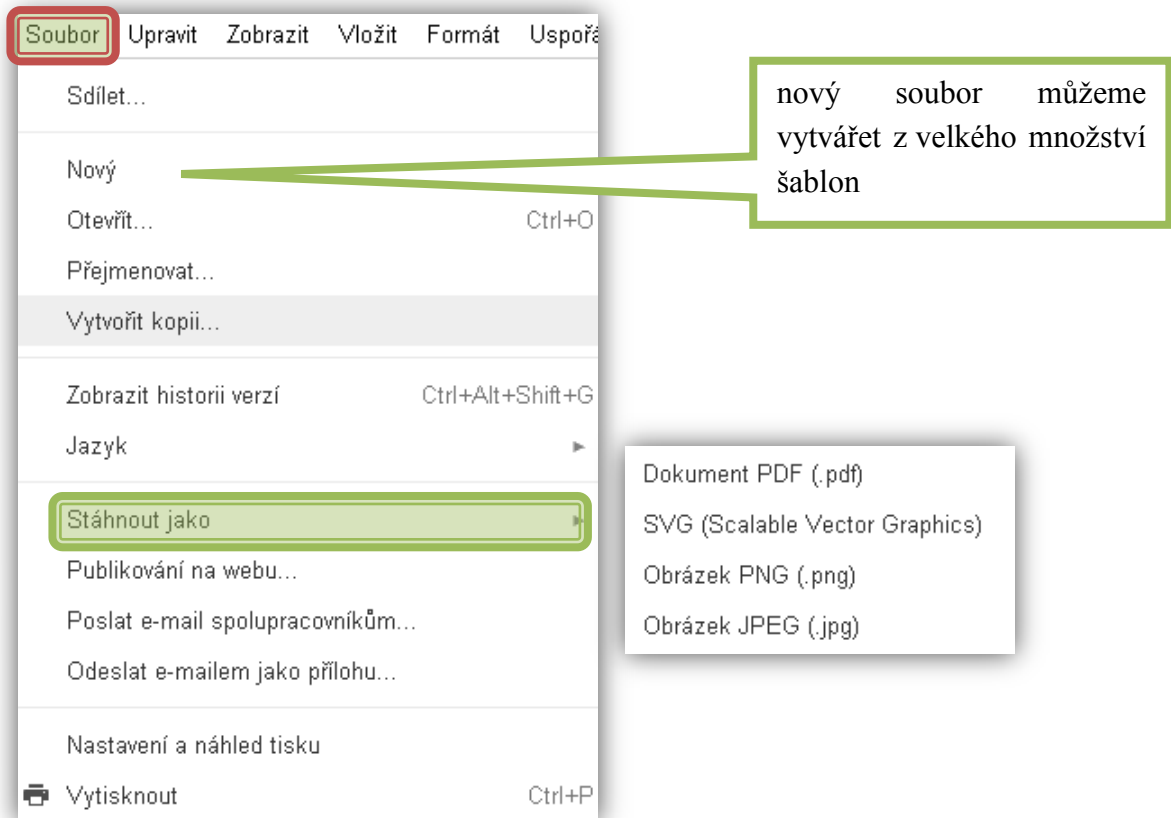 Soubor Upravit Zobrazit Vložit Formát Uspořá
Sdílet...
Nový
Otevřít... Ctrl+O
Přejmenovat...
Vytvořit kopii...
Zobrazit historii verzí Ctrl+Alt+Shift+G
Jazyk
Stáhnout jako
Publikování na webu...
Poslat e-mail spolupracovníkům...
Odeslat e-mailem jako přílohu...
Nastavení a náhled tisku
Vytisknout Ctrl+P
nový soubor můžeme
vytvářet z velkého množství
šablon
Dokument PDF (.pdf)
SVG (Scalable Vector Graphics)
Obrázek PNG (.png)
Obrázek JPEG (.jpg)